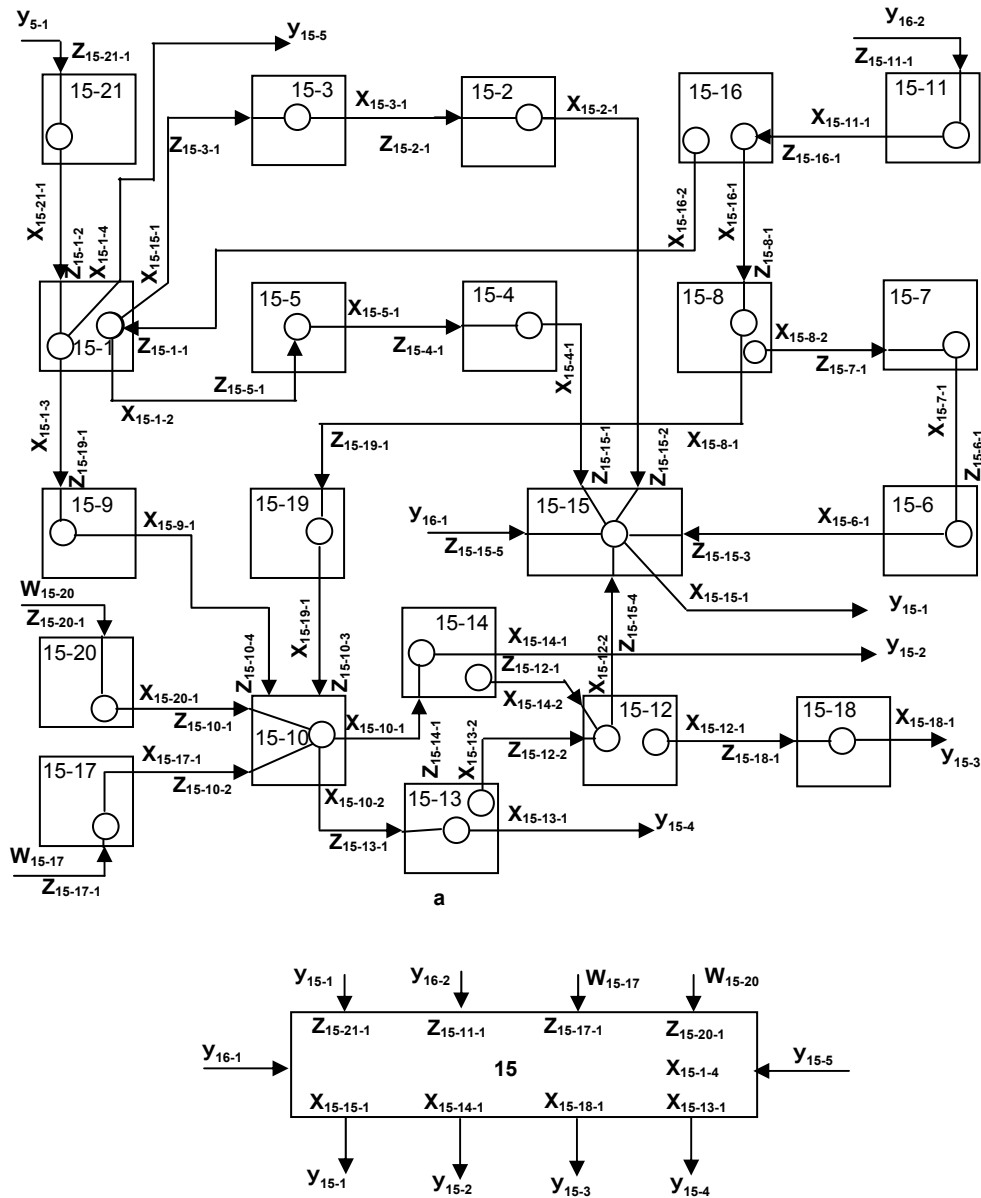 y5-1
Z15-21-1
y15-5
y16-2
Z15-11-1
15-21
15-3
X15-3-1
15-2
X15-2-1
15-16
X15-11-1
15-11
Z15-3-1
Z15-2-1
Z15-16-1
X15-21-1
Z15-1-2
X15-1-4
X15-15-1
X15-16-2
X15-16-1
Z15-8-1
15-1
Z15-1-1
15-5
X15-5-1
15-4
Z15-4-1
15-8
X15-8-2
15-7
Z15-7-1
X15-1-2
Z15-5-1
X15-4-1
X15-7-1
X15-1-3
Z15-19-1
Z15-19-1
X15-8-1
Z15-15-1
Z15-15-2
Z15-6-1
15-9
X15-9-1
15-19
y16-1
Z15-15-5
15-15
Z15-15-3
X15-6-1
15-6
W15-20
Z15-20-1
X15-19-1
Z15-15-4
X15-15-1
y15-1
15-20
X15-20-1
Z15-10-1
Z15-10-4
Z15-10-3
15-14
X15-14-1
Z15-12-1
X15-14-2
X15-12-2
y15-2
15-17
X15-17-1
Z15-10-2
15-10
X15-10-1
Z15-14-1
X15-13-2
Z15-12-2
15-12
X15-12-1
Z15-18-1
15-18
X15-18-1
y15-3
X15-10-2
Z15-13-1
15-13
X15-13-1
y15-4
W15-17
Z15-17-1
a
y15-1
y16-2
W15-17
W15-20
Z15-21-1
Z15-11-1
Z15-17-1
Z15-20-1
y16-1
15
X15-1-4
y15-5
X15-15-1
X15-14-1
X15-18-1
X15-13-1
y15-1
y15-2
y15-3
y15-4